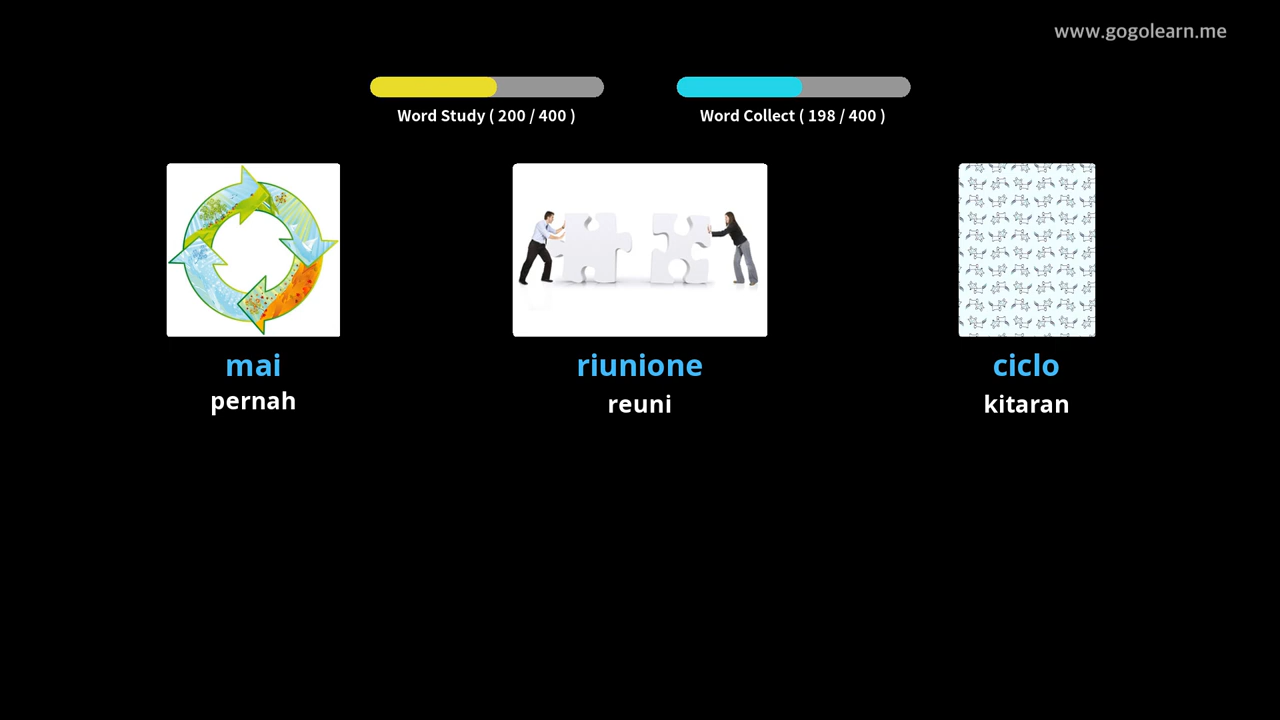 www.gogolearn.me
Word Study ( 200 / 400 )
Word Collect ( 198 / 400 )
mai
pernah
riunione
reuni
ciclo
kitaran